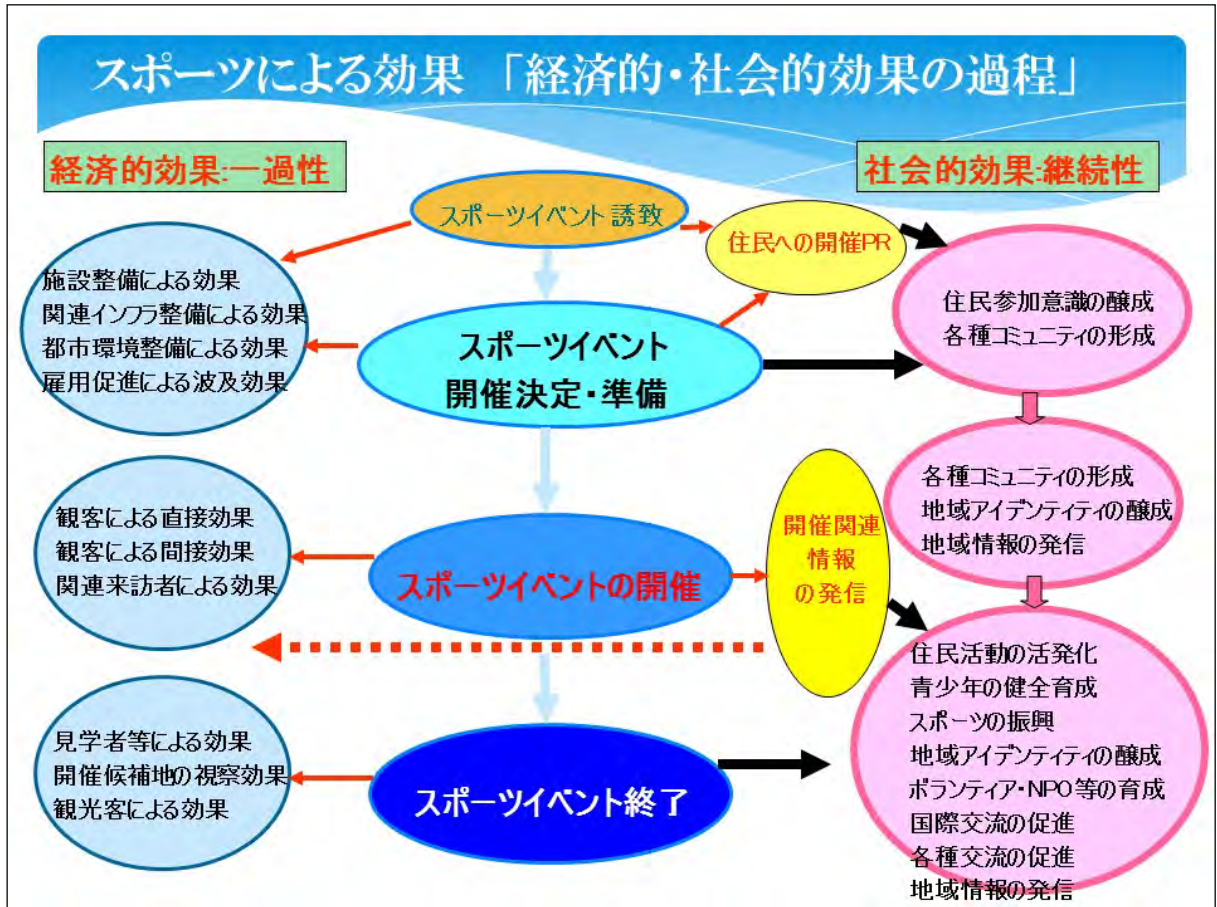 スポーツによる効果 「経済的・社会的効果の過程」
経済的効果:一過性
社会的効果:継続性
スポーツイベント誘致
住民への開催PR
施設整備による効果
関連インフラ整備による効果
都市環境整備による効果
雇用促進による波及効果
スポーツイベント
開催決定・準備
住民参加意識の醸成
各種コミュニティの形成
各種コミュニティの形成
地域アイデンティティの醸成
地域情報の発信
観客による直接効果
観客による間接効果
関連来訪者による効果
スポーツイベントの開催
開催関連
情報
の発信
住民活動の活発化
青少年の健全育成
スポーツの振興
地域アイデンティティの醸成
ボランティア・NPO等の育成
国際交流の促進
各種交流の促進
地域情報の発信
見学者等による効果
開催候補地の視察効果
観光客による効果
スポーツイベント終了